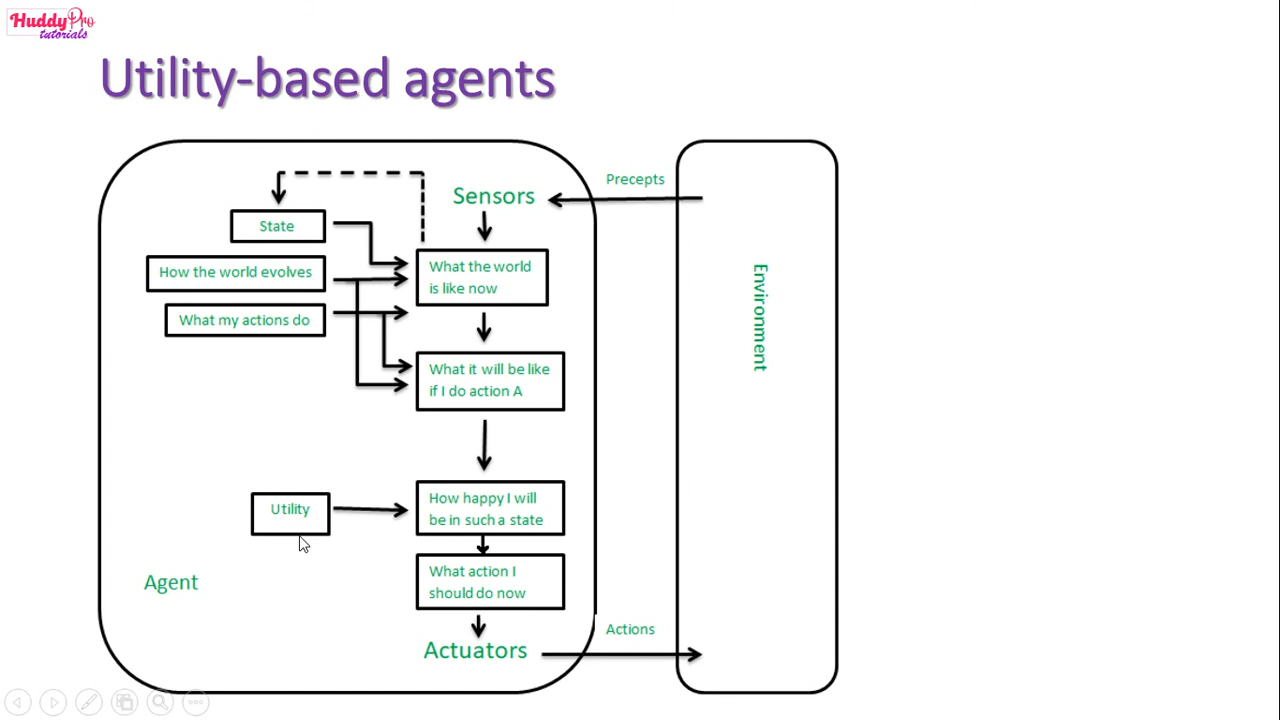 HuddyPro
tutorials
Utility-based agents
Precepts
Sensors
State
What the world
is like now
How the world evolves
What my actions do
What it will be like
if I do action A
Environment
How happy I will
be in such a state
Utility
What action I
should do now
Agent
Actions
Actuators